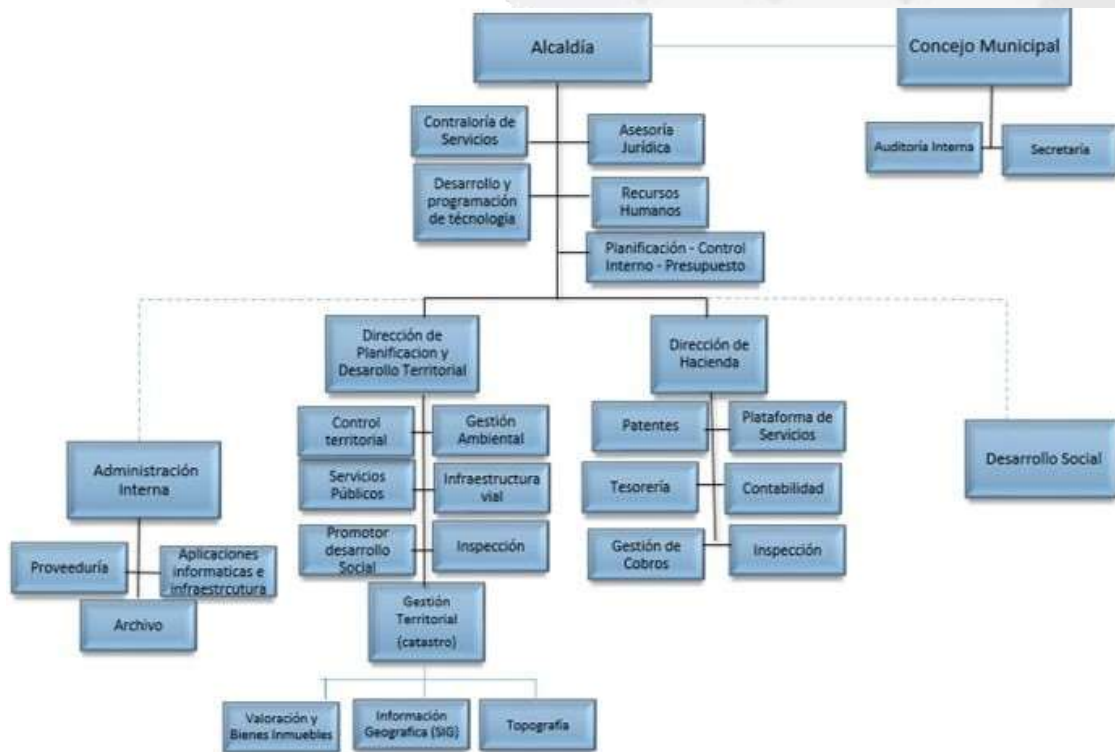 Alcaldía
Concejo Municipal
Contraloría de
Servicios
Asesoría
Jurídica
Auditoría Interna
Secretaría
Desarrollo y
programación
de técnologia
Recursos
Humanos
Planificación - Control
Interno - Presupuesto
Dirección de
Planificacion y
Desarollo Territorial
Dirección de
Hacienda
Control
territorial
Gestión
Ambiental
Patentes
Plataforma de
Servicios
Administración
Interna
Servicios
Públicos
Infraestructura
vial
Tesorería
Contabilidad
Desarrollo Social
Promotor
desarrollo
Social
Inspección
Gestión de
Cobros
Inspección
Proveeduría
Aplicaciones
informaticas e
infraestrcutura
Archivo
Gestión
Territorial
(catastro)
Valoración y
Bienes Inmuebles
Información
Geografica (SIG)
Topografía